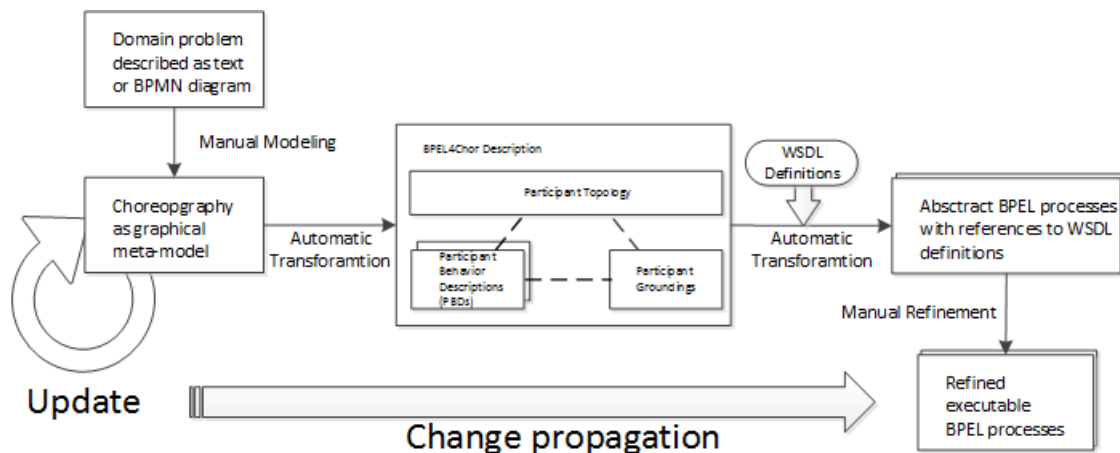 Domain problem
described as text
or BPMN diagram
Manual Modeling
Choreopgraphy
as graphical
meta-model
Automatic
Transforamtion
BPEL4Chor Description
Participant Topology
Participant
Behavior
Descriptions
(PBDs)
Participant
Groundings
WSDL
Definitions
Automatic
Transforamtion
Absctract BPEL processes
with references to WSDL
definitions
Manual Refinement
Refined
executable
BPEL processes
Update
Change propagation